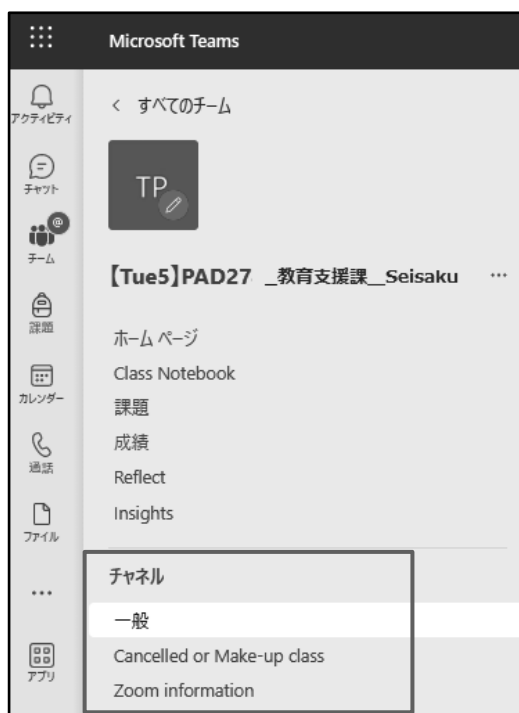 Microsoft Teams
アクティビティ
チャット
@
チーム
課題
カレンダー
通話
ファイル
...
アプリ
< すべてのチーム
TP
【Tue5】PAD27 _教育支援課__Seisaku ...
ホーム ページ
Class Notebook
課題
成績
Reflect
Insights
チャネル
一般
Cancelled or Make-up class
Zoom information